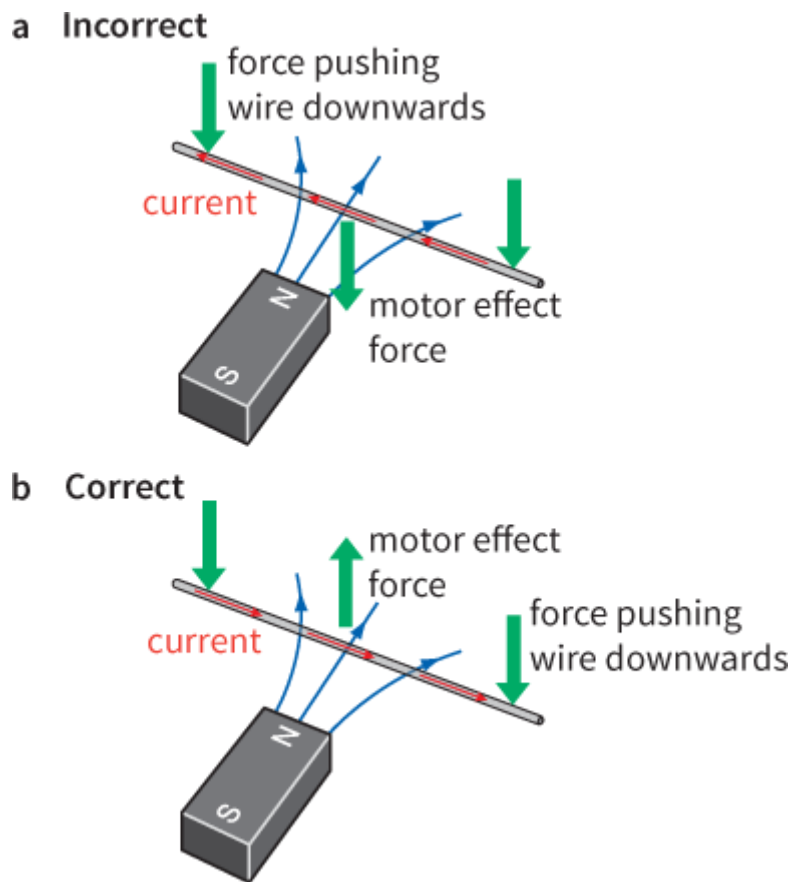 a Incorrect
force pushing
wire downwards
current
N
motor effect
force
S
b Correct
motor effect
force
force pushing
wire downwards
current
N
S